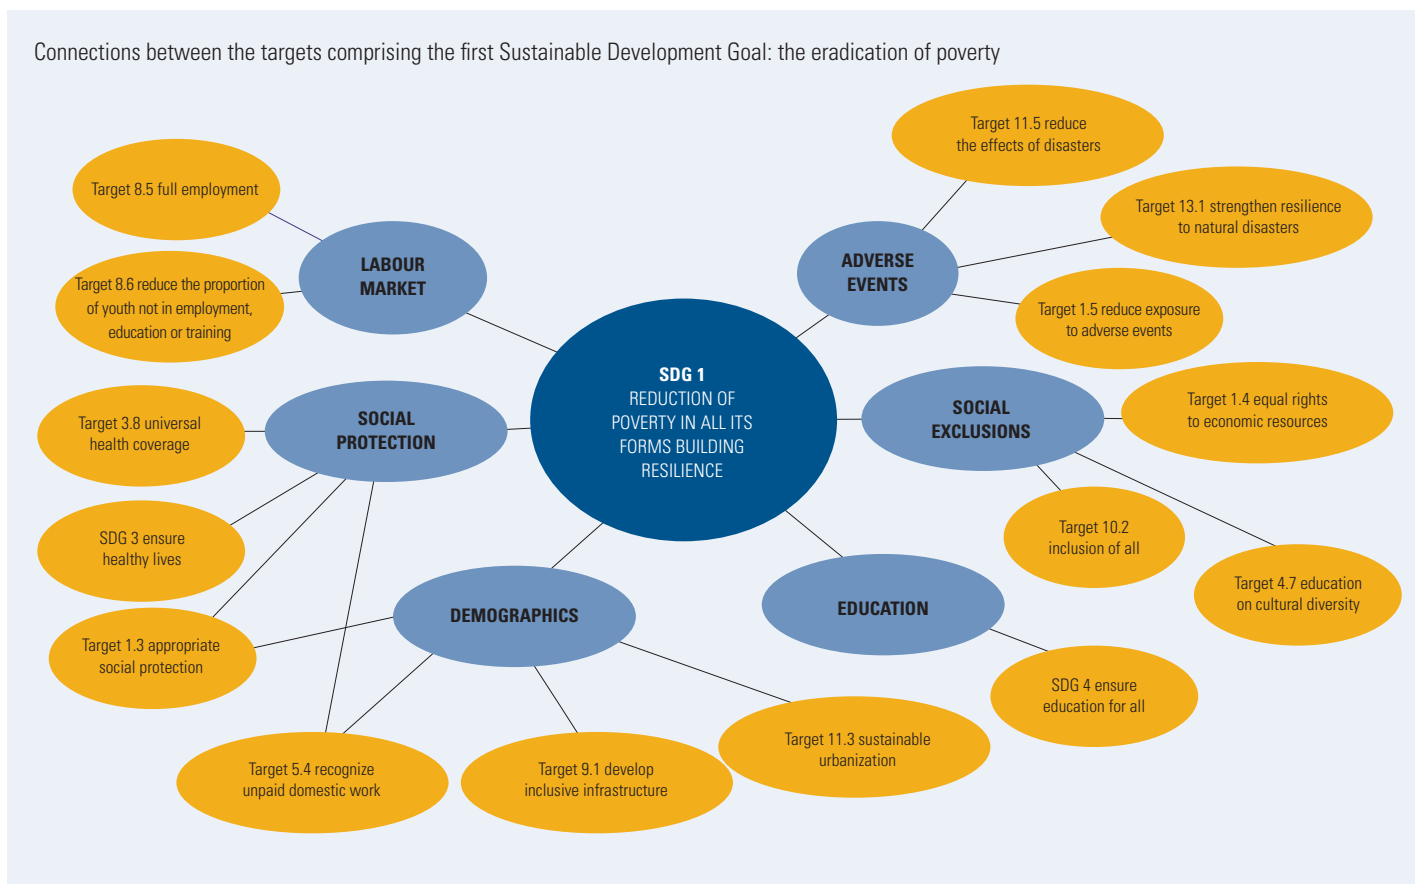 Connections between the targets comprising the first Sustainable Development Goal: the eradication of poverty
Target 11.5 reduce
the effects of disasters
Target 8.5 full employment
Target 13.1 strengthen resilience
to natural disasters
LABOUR
MARKET
ADVERSE
EVENTS
Target 8.6 reduce the proportion
of youth not in employment,
education or training
Target 1.5 reduce exposure
to adverse events
SDG 1
REDUCTION OF
POVERTY IN ALL ITS
FORMS BUILDING
RESILIENCE
Target 3.8 universal
health coverage
SOCIAL
PROTECTION
SOCIAL
EXCLUSIONS
Target 1.4 equal rights
to economic resources
SDG 3 ensure
healthy lives
Target 10.2
inclusion of all
Target 4.7 education
on cultural diversity
DEMOGRAPHICS
EDUCATION
Target 1.3 appropriate
social protection
SDG 4 ensure
education for all
Target 5.4 recognize
unpaid domestic work
Target 9.1 develop
inclusive infrastructure
Target 11.3 sustainable
urbanization